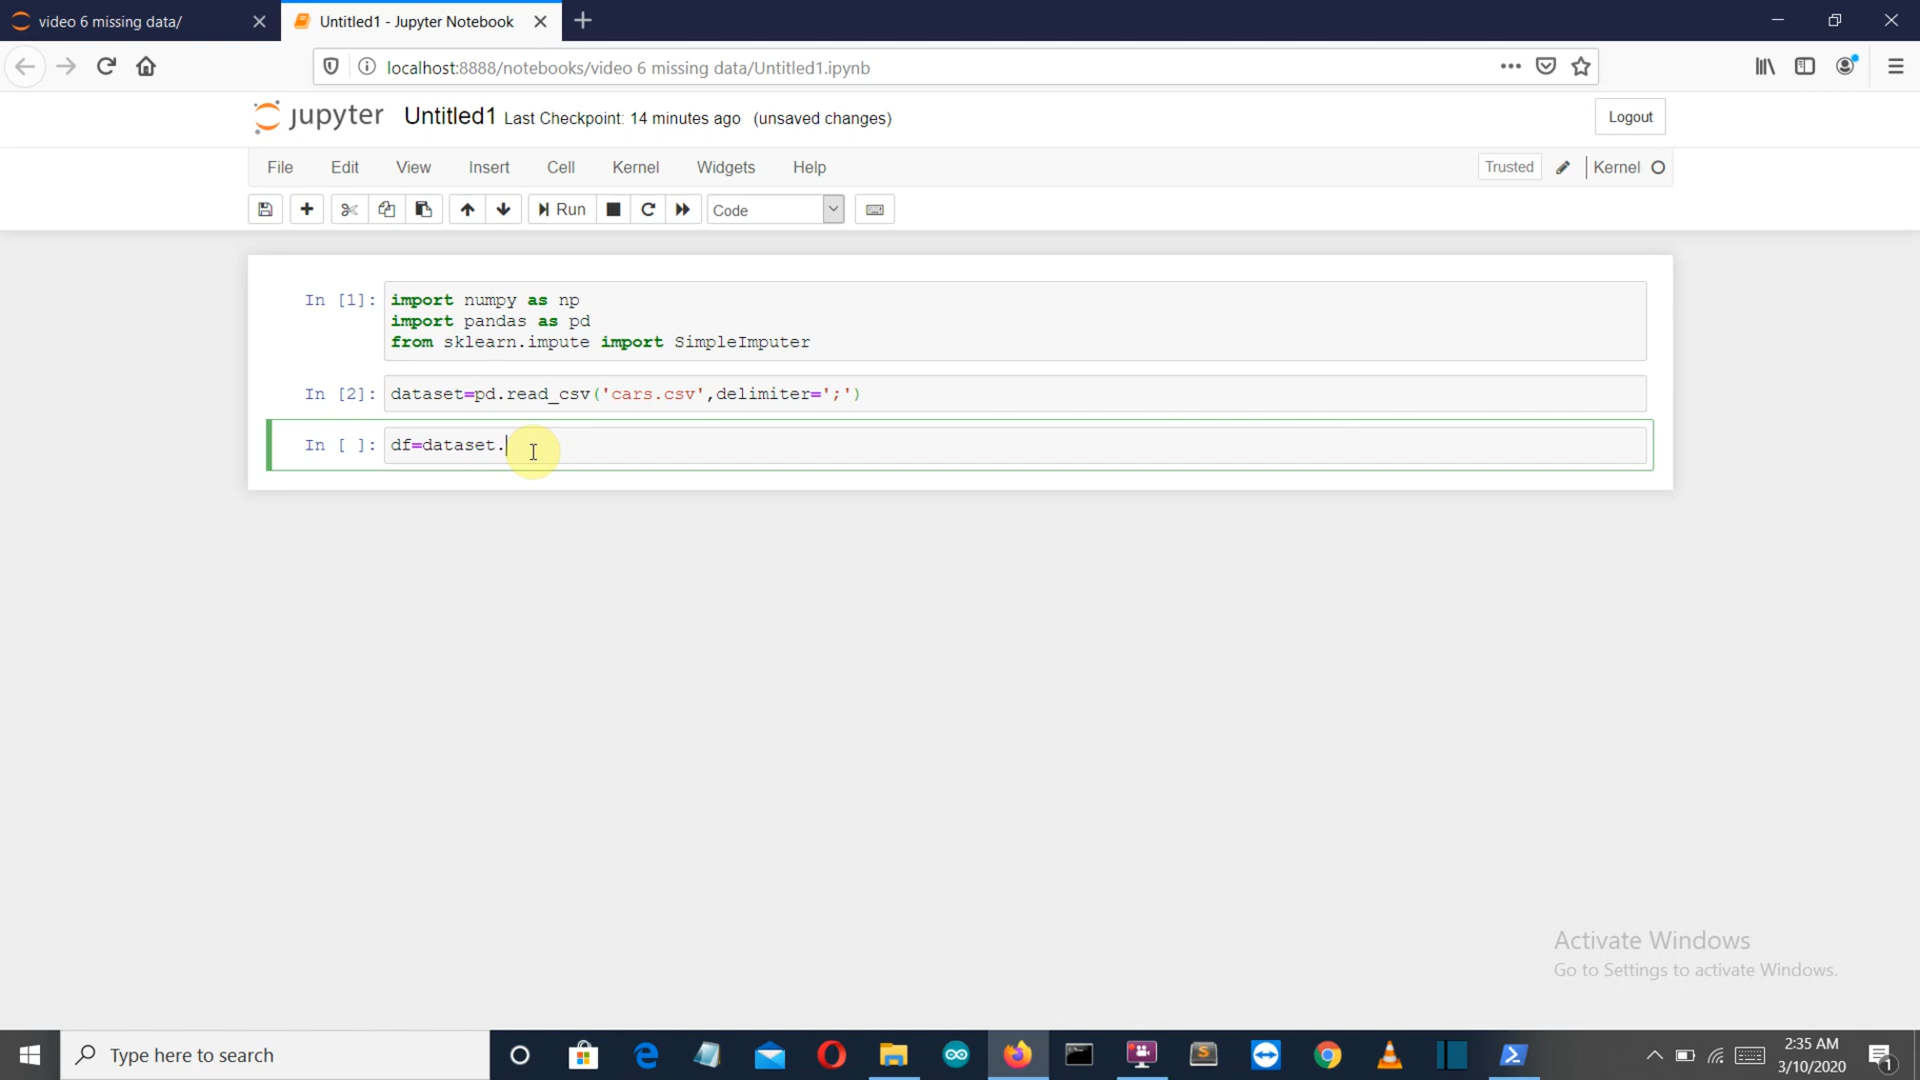 video 6 missing data/
Untitled1 - Jupyter Notebook
localhost:8888/notebooks/video 6 missing data/Untitled1.ipynb
jupyter Untitled1 Last Checkpoint: 14 minutes ago (unsaved changes)
Logout
File Edit View Insert Cell Kernel Widgets Help
Trusted Kernel
Run Code
In [1]: import numpy as np
import pandas as pd
from sklearn.impute import SimpleImputer
In [2]: dataset=pd.read_csv('cars.csv',delimiter=';')
In [ ]: df=dataset.
Activate Windows
Go to Settings to activate Windows.
Type here to search
2:35 AM
3/10/2020
1